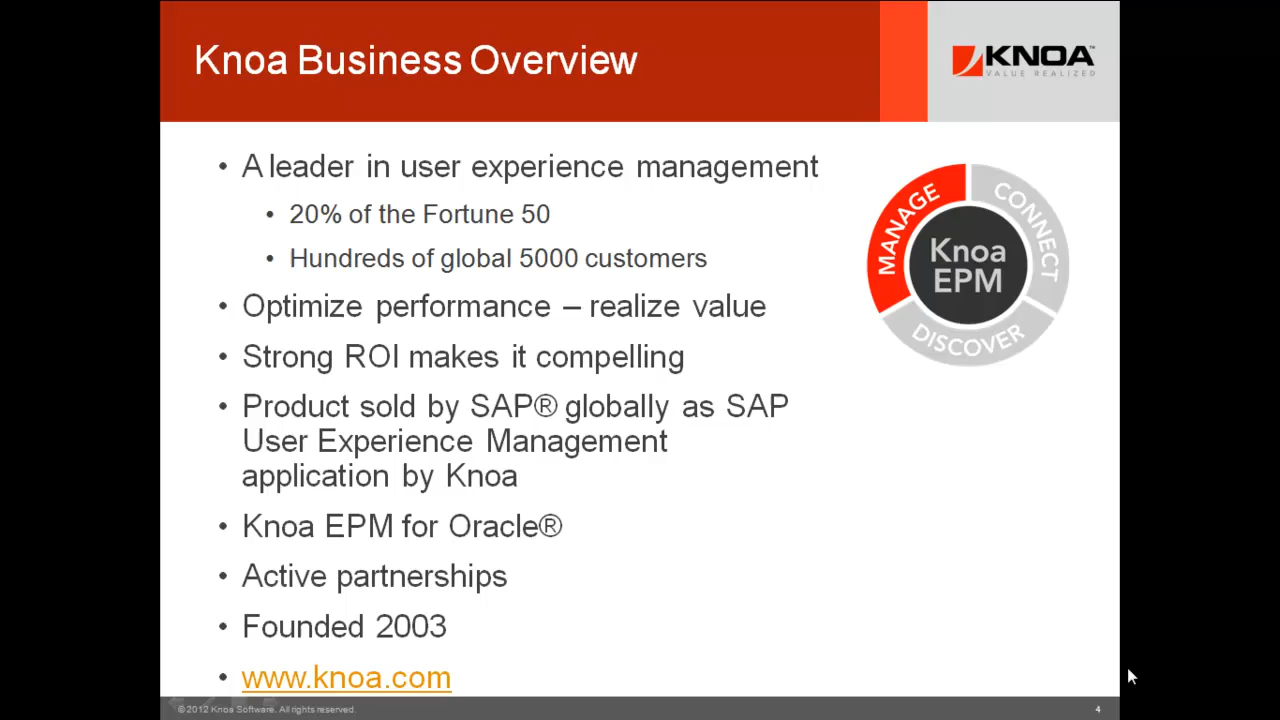 Knoa Business Overview
KNOA™
VALUE REALIZED
• A leader in user experience management
• 20% of the Fortune 50
• Hundreds of global 5000 customers
• Optimize performance – realize value
• Strong ROI makes it compelling
• Product sold by SAP® globally as SAP
User Experience Management
application by Knoa
• Knoa EPM for Oracle®
• Active partnerships
• Founded 2003
• www.knoa.com
MANAGE
CONNECT
DISCOVER
Knoa
EPM
©2012 Knoa Software. All rights reserved.
4